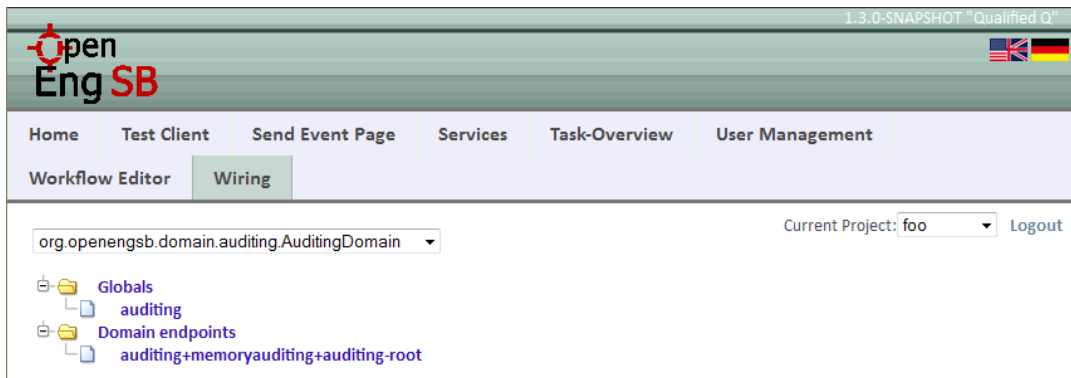 1.3.0-SNAPSHOT "Qualified Q"
Open
Eng SB
Home Test Client Send Event Page Services Task-Overview User Management
Workflow Editor Wiring
Current Project: foo Logout
org.openengsb.domain.auditing.AuditingDomain
Globals
auditing
Domain endpoints
auditing+memoryauditing+auditing-root